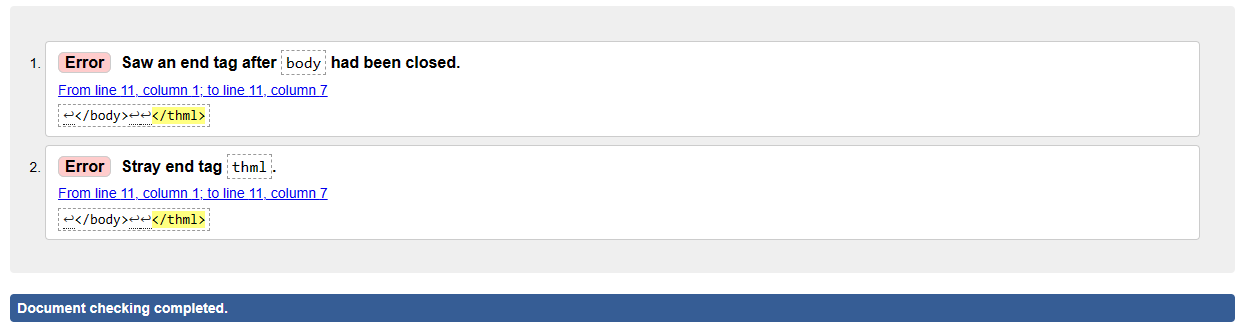 1. Error Saw an end tag after body had been closed.
From line 11, column 1; to line 11, column 7
↩</body>↩↩</thml>
2. Error Stray end tag thml.
From line 11, column 1; to line 11, column 7
↩</body>↩↩</thml>
Document checking completed.